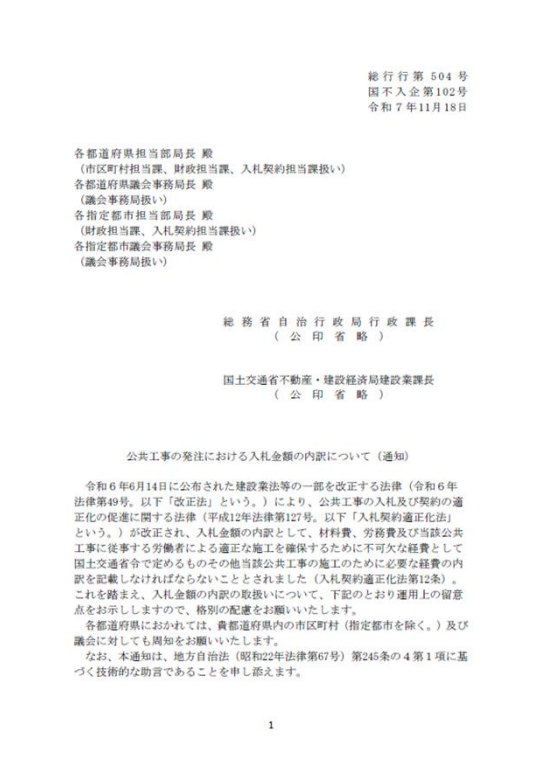 総行行第504号
国不入企第102号
令和7年11月18日
各都道府県担当部局長 殿
（市区町村担当課、財政担当課、入札契約担当課扱い）
各都道府県議会事務局長 殿
（議会事務局扱い）
各指定都市担当部局長 殿
（財政担当課、入札契約担当課扱い）
各指定都市議会事務局長 殿
（議会事務局扱い）
総務省自治行政局行政課長
（公印省略）
国土交通省不動産・建設経済局建設業課長
（公印省略）
公共工事の発注における入札金額の内訳について（通知）
令和６年6月14日に公布された建設業法等の一部を改正する法律（令和６年
法律第49号。以下「改正法」という。）により、公共工事の入札及び契約の適
正化の促進に関する法律（平成12年法律第127号。以下「入札契約適正化法」
という。）が改正され、入札金額の内訳として、材料費、労務費及び当該公共
工事に従事する労働者による適正な施工を確保するために不可欠な経費として
国土交通省令で定めるものその他当該公共工事の施工のために必要な経費の内
訳を記載しなければならないこととされました（入札契約適正化法第12条）。
これを踏まえ、入札金額の内訳の取扱いについて、下記のとおり運用上の留意
点をお示ししますので、格別の配慮をお願いいたします。
各都道府県におかれては、貴都道府県内の市区町村（指定都市を除く。）及び
議会に対しても周知をお願いいたします。
なお、本通知は、地方自治法（昭和22年法律第67号）第245条の４第１項に基
づく技術的な助言であることを申し添えます。
1